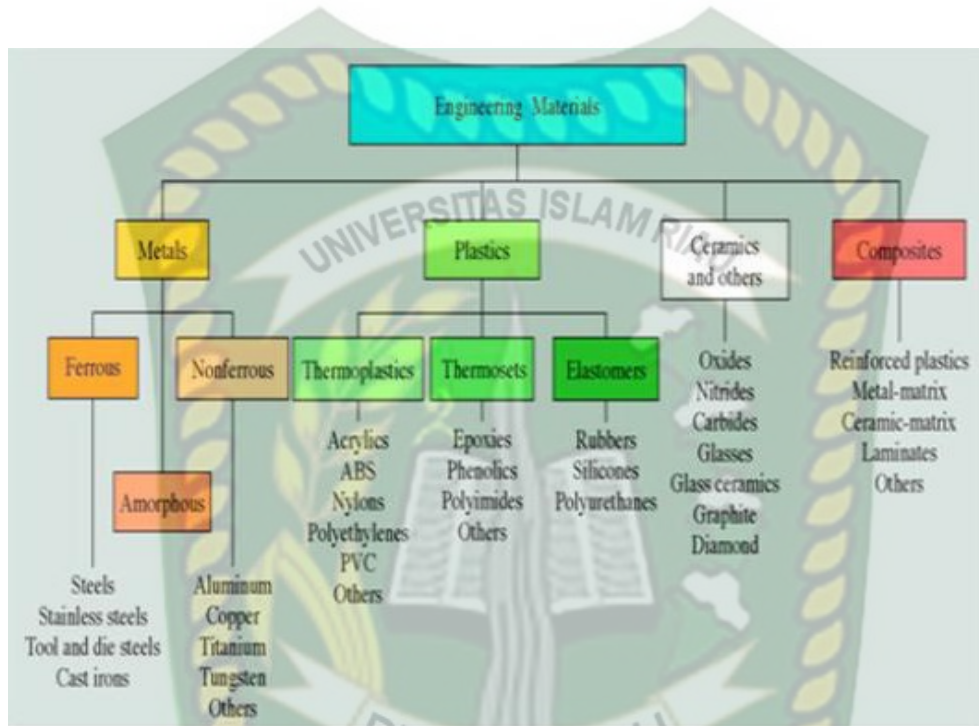 Engineering Materials
UNIVERSITAS ISLAM RIAU
Metals
Plastics
Ceramics
and others
Composites
Ferrous
Nonferrous
Thermoplastics
Thermosets
Elastomers
Amorphous
Steels
Stainless steels
Tool and die steels
Cast irons
Aluminum
Copper
Titanium
Tungsten
Others
Acrylics
ABS
Nylons
Polyethylenes
PVC
Others
Epoxies
Phenolics
Polyimides
Others
Rubbers
Silicones
Polyurethanes
Oxides
Nitrides
Carbides
Glasses
Glass ceramics
Graphite
Diamond
Reinforced plastics
Metal-matrix
Ceramic-matrix
Laminates
Others